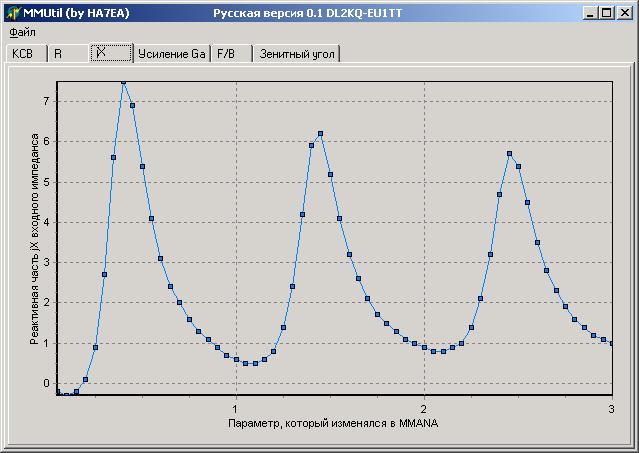 MMUtil (by HA7EA) Русская версия 0.1 DL2KQ-EU1TT
Файл
КСВ R jX Усиление Ga F/B Зенитный угол
Реактивная часть jX входного импеданса
7
6
5
4
3
2
1
0
1 2 3
Параметр, который изменялся в MMANA